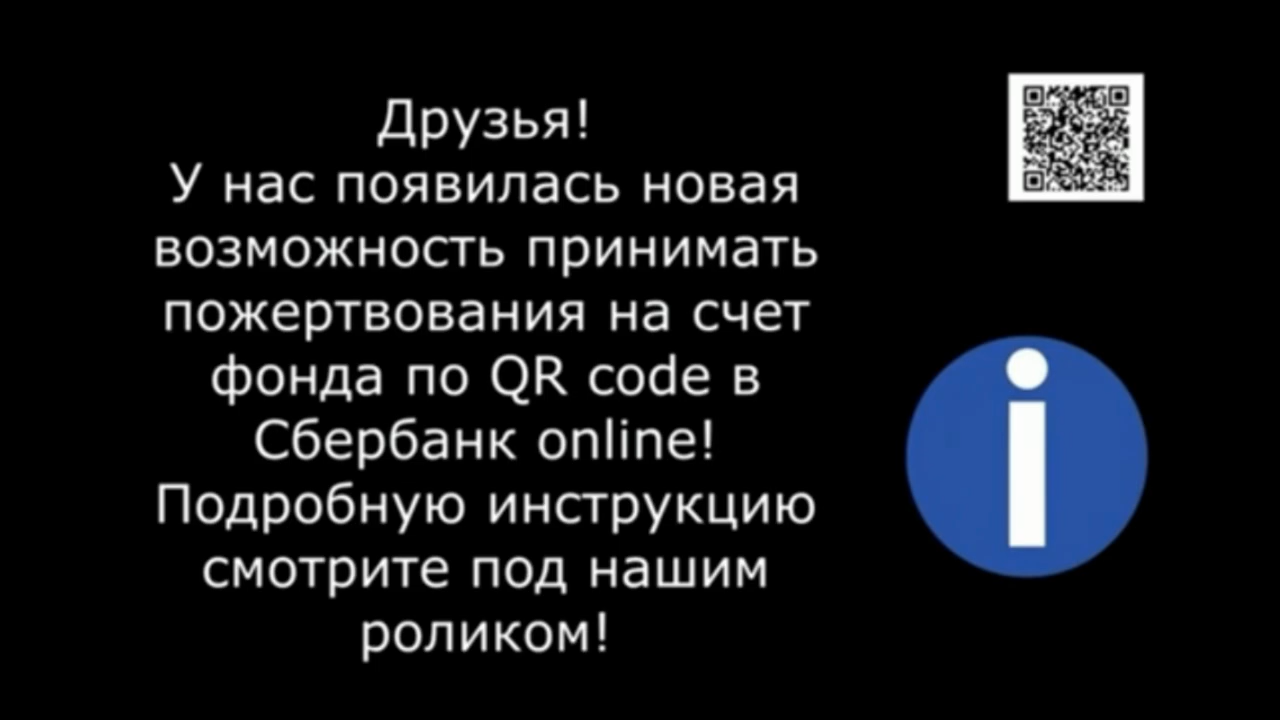 Друзья!
У нас появилась новая
возможность принимать
пожертвования на счет
фонда по QR code в
Сбербанк online!
Подробную инструкцию
смотрите под нашим
роликом!
i